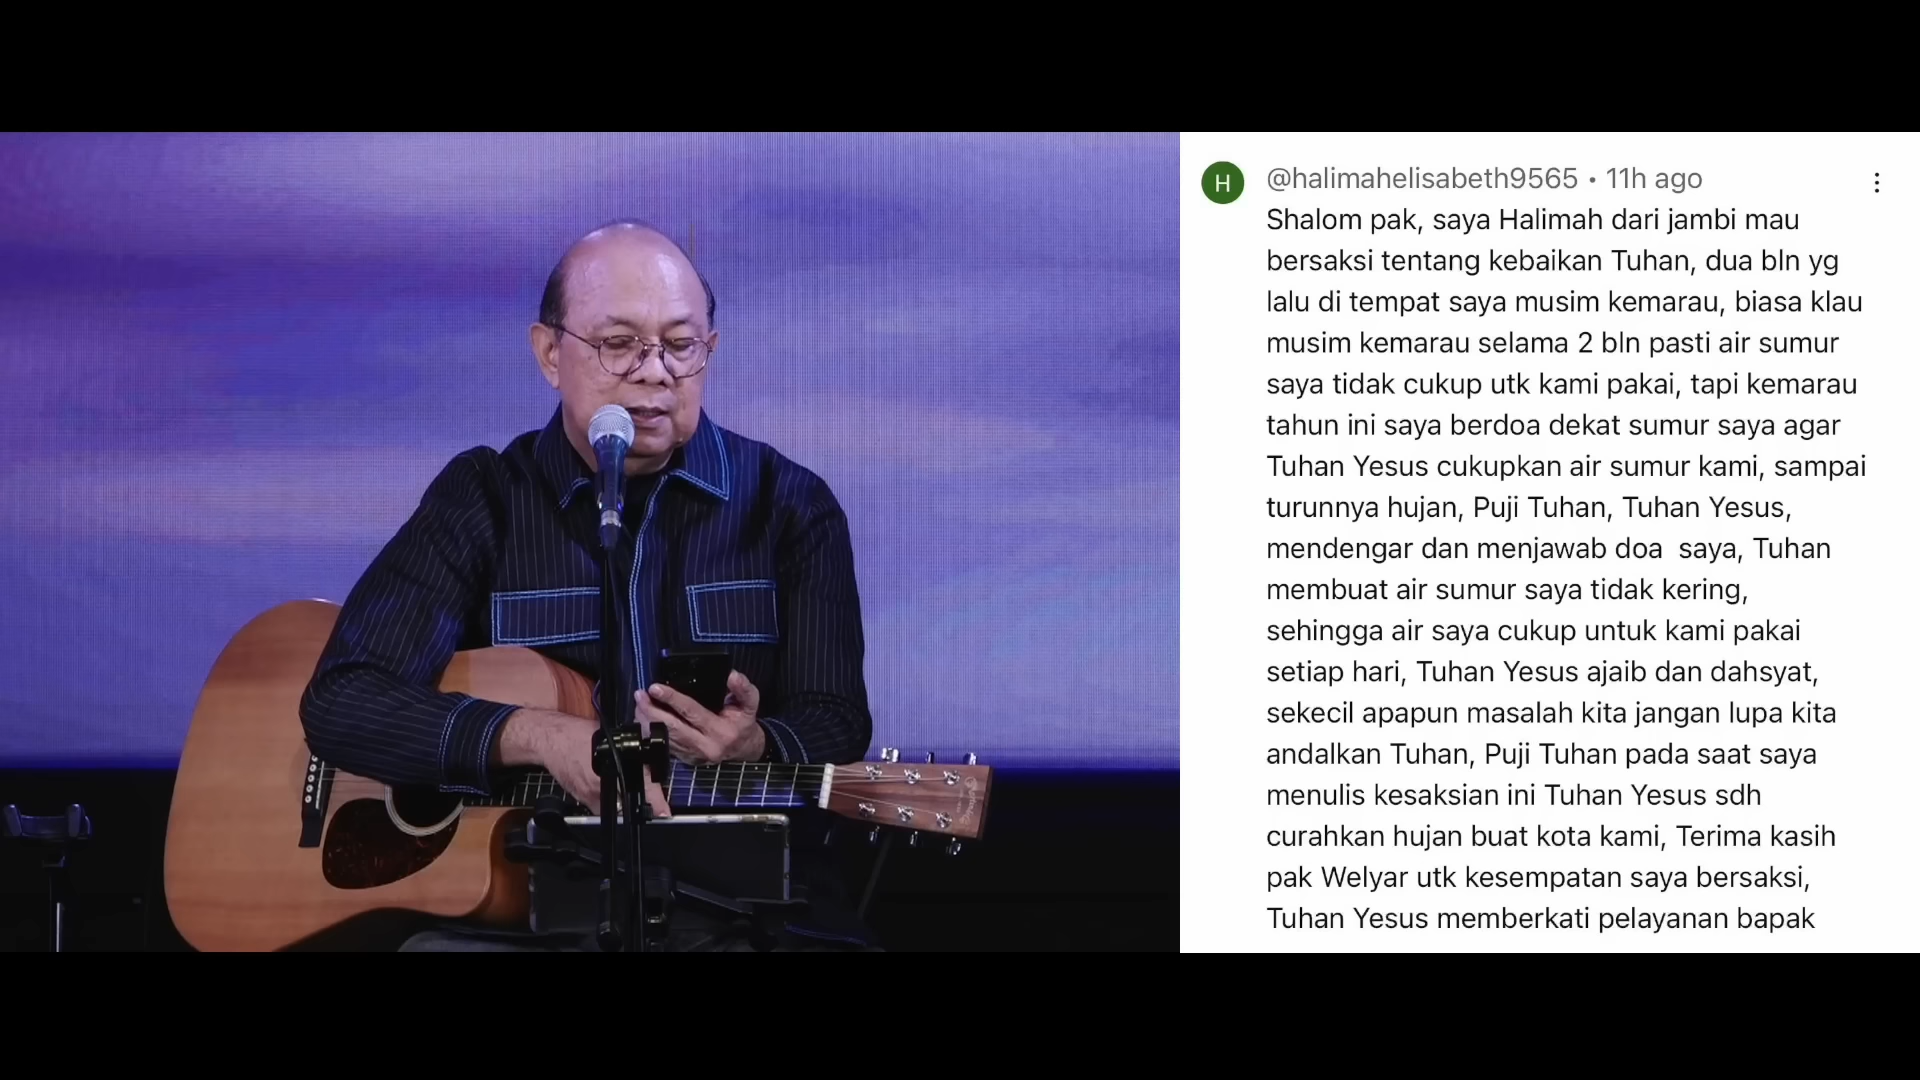 H
@halimahelisabeth9565 • 11h ago
Shalom pak, saya Halimah dari jambi mau
bersaksi tentang kebaikan Tuhan, dua bln yg
lalu di tempat saya musim kemarau, biasa klau
musim kemarau selama 2 bln pasti air sumur
saya tidak cukup utk kami pakai, tapi kemarau
tahun ini saya berdoa dekat sumur saya agar
Tuhan Yesus cukupkan air sumur kami, sampai
turunnya hujan, Puji Tuhan, Tuhan Yesus,
mendengar dan menjawab doa  saya, Tuhan
membuat air sumur saya tidak kering,
sehingga air saya cukup untuk kami pakai
setiap hari, Tuhan Yesus ajaib dan dahsyat,
sekecil apapun masalah kita jangan lupa kita
andalkan Tuhan, Puji Tuhan pada saat saya
menulis kesaksian ini Tuhan Yesus sdh
curahkan hujan buat kota kami, Terima kasih
pak Welyar utk kesempatan saya bersaksi,
Tuhan Yesus memberkati pelayanan bapak